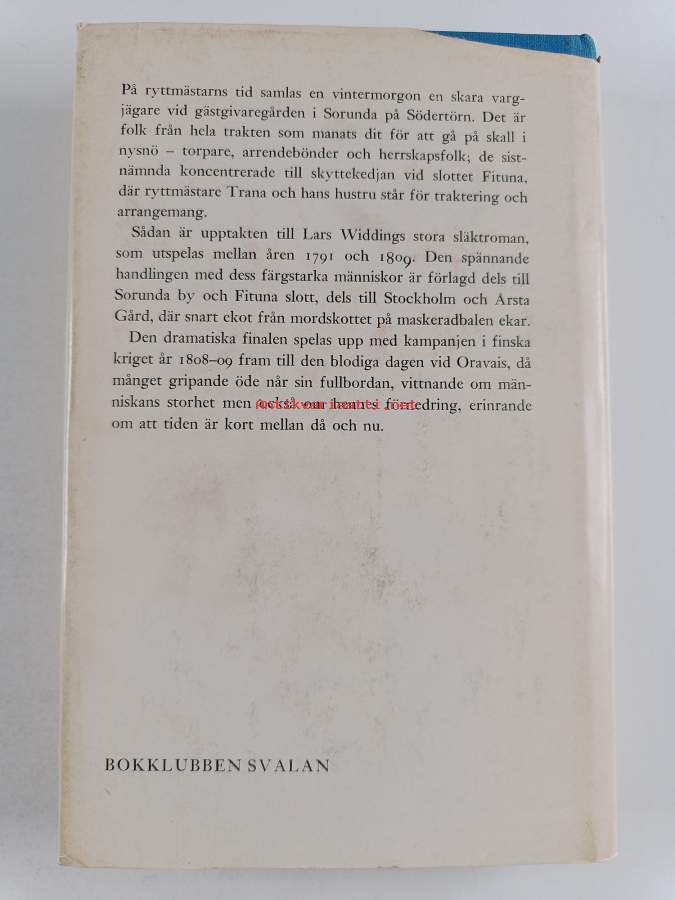 På ryttmästarns tid samlas en vintermorgon en skara varg-
jägare vid gästgivaregården i Sorunda på Södertörn. Det är
folk från hela trakten som manats dit för att gå på skall i
nysnö – torpare, arrendebönder och herrskapsfolk; de sist-
nämnda koncentrerade till skyttekedjan vid slottet Fituna,
där ryttmästare Trana och hans hustru står för traktering och
arrangemang.
Sådan är upptakten till Lars Widdings stora släktroman,
som utspelas mellan åren 1791 och 1809. Den spännande
handlingen med dess färgstarka människor är förlagd dels till
Sorunda by och Fituna slott, dels till Stockholm och Årsta
Gård, där snart ekot från mordskottet på maskeradbalen ekar.
Den dramatiska finalen spelas upp med kampanjen i finska
kriget år 1808–09 fram till den blodiga dagen vid Oravais, då
månget gripande öde når sin fullbordan, vittnande om män-
niskans storhet men också om hennes förnedring, erinrande
om att tiden är kort mellan då och nu.
BOKKLUBBEN SVALAN